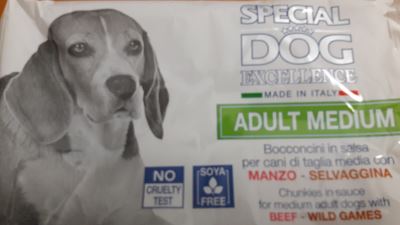 SPECIAL
DOG
EXCELLENCE
MADE IN ITALY
ADULT MEDIUM
Bocconcini in salsa
per cani di taglia media con
MANZO - SELVAGGINA
Chunkies in sauce
for medium adult dogs with
BEEF - WILD GAMES
NO
CRUELTY
TEST
SOYA
FREE